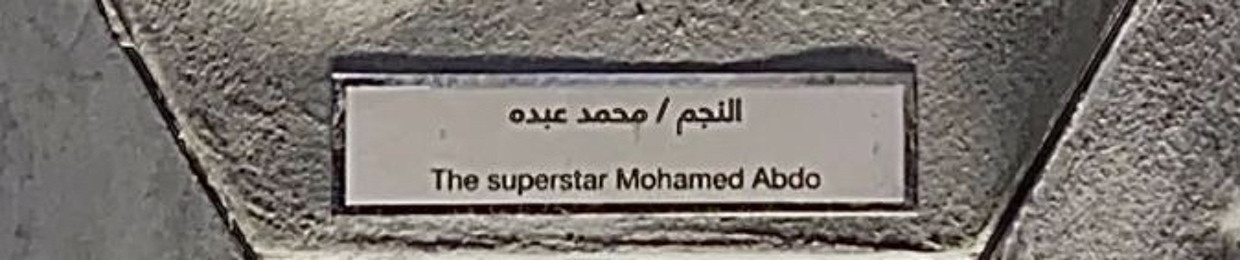 النجم / محمد عبده
The superstar Mohamed Abdo